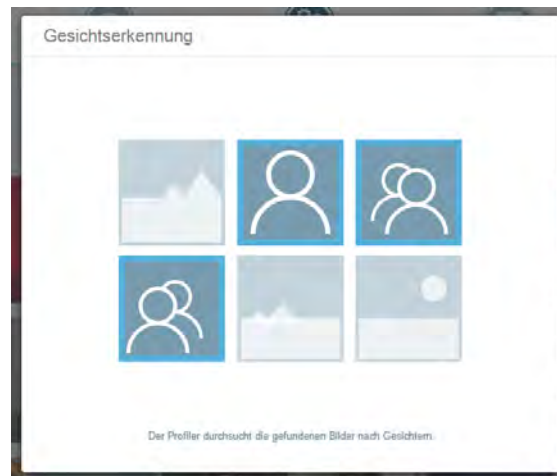 Gesichtserkennung
Der Profiler durchsucht die gefundenen Bilder nach Gesichtern.